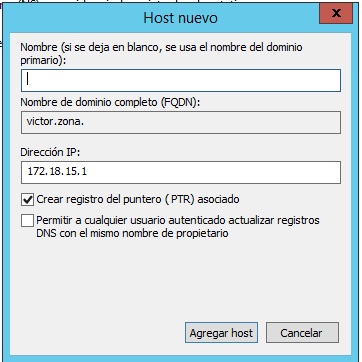 Host nuevo
x
Nombre (si se deja en blanco, se usa el nombre del dominio
primario):
Nombre de dominio completo (FQDN):
victor.zona.
Dirección IP:
172.18.15.1
Crear registro del puntero (PTR) asociado
Permitir a cualquier usuario autenticado actualizar registros
DNS con el mismo nombre de propietario
Agregar host
Cancelar